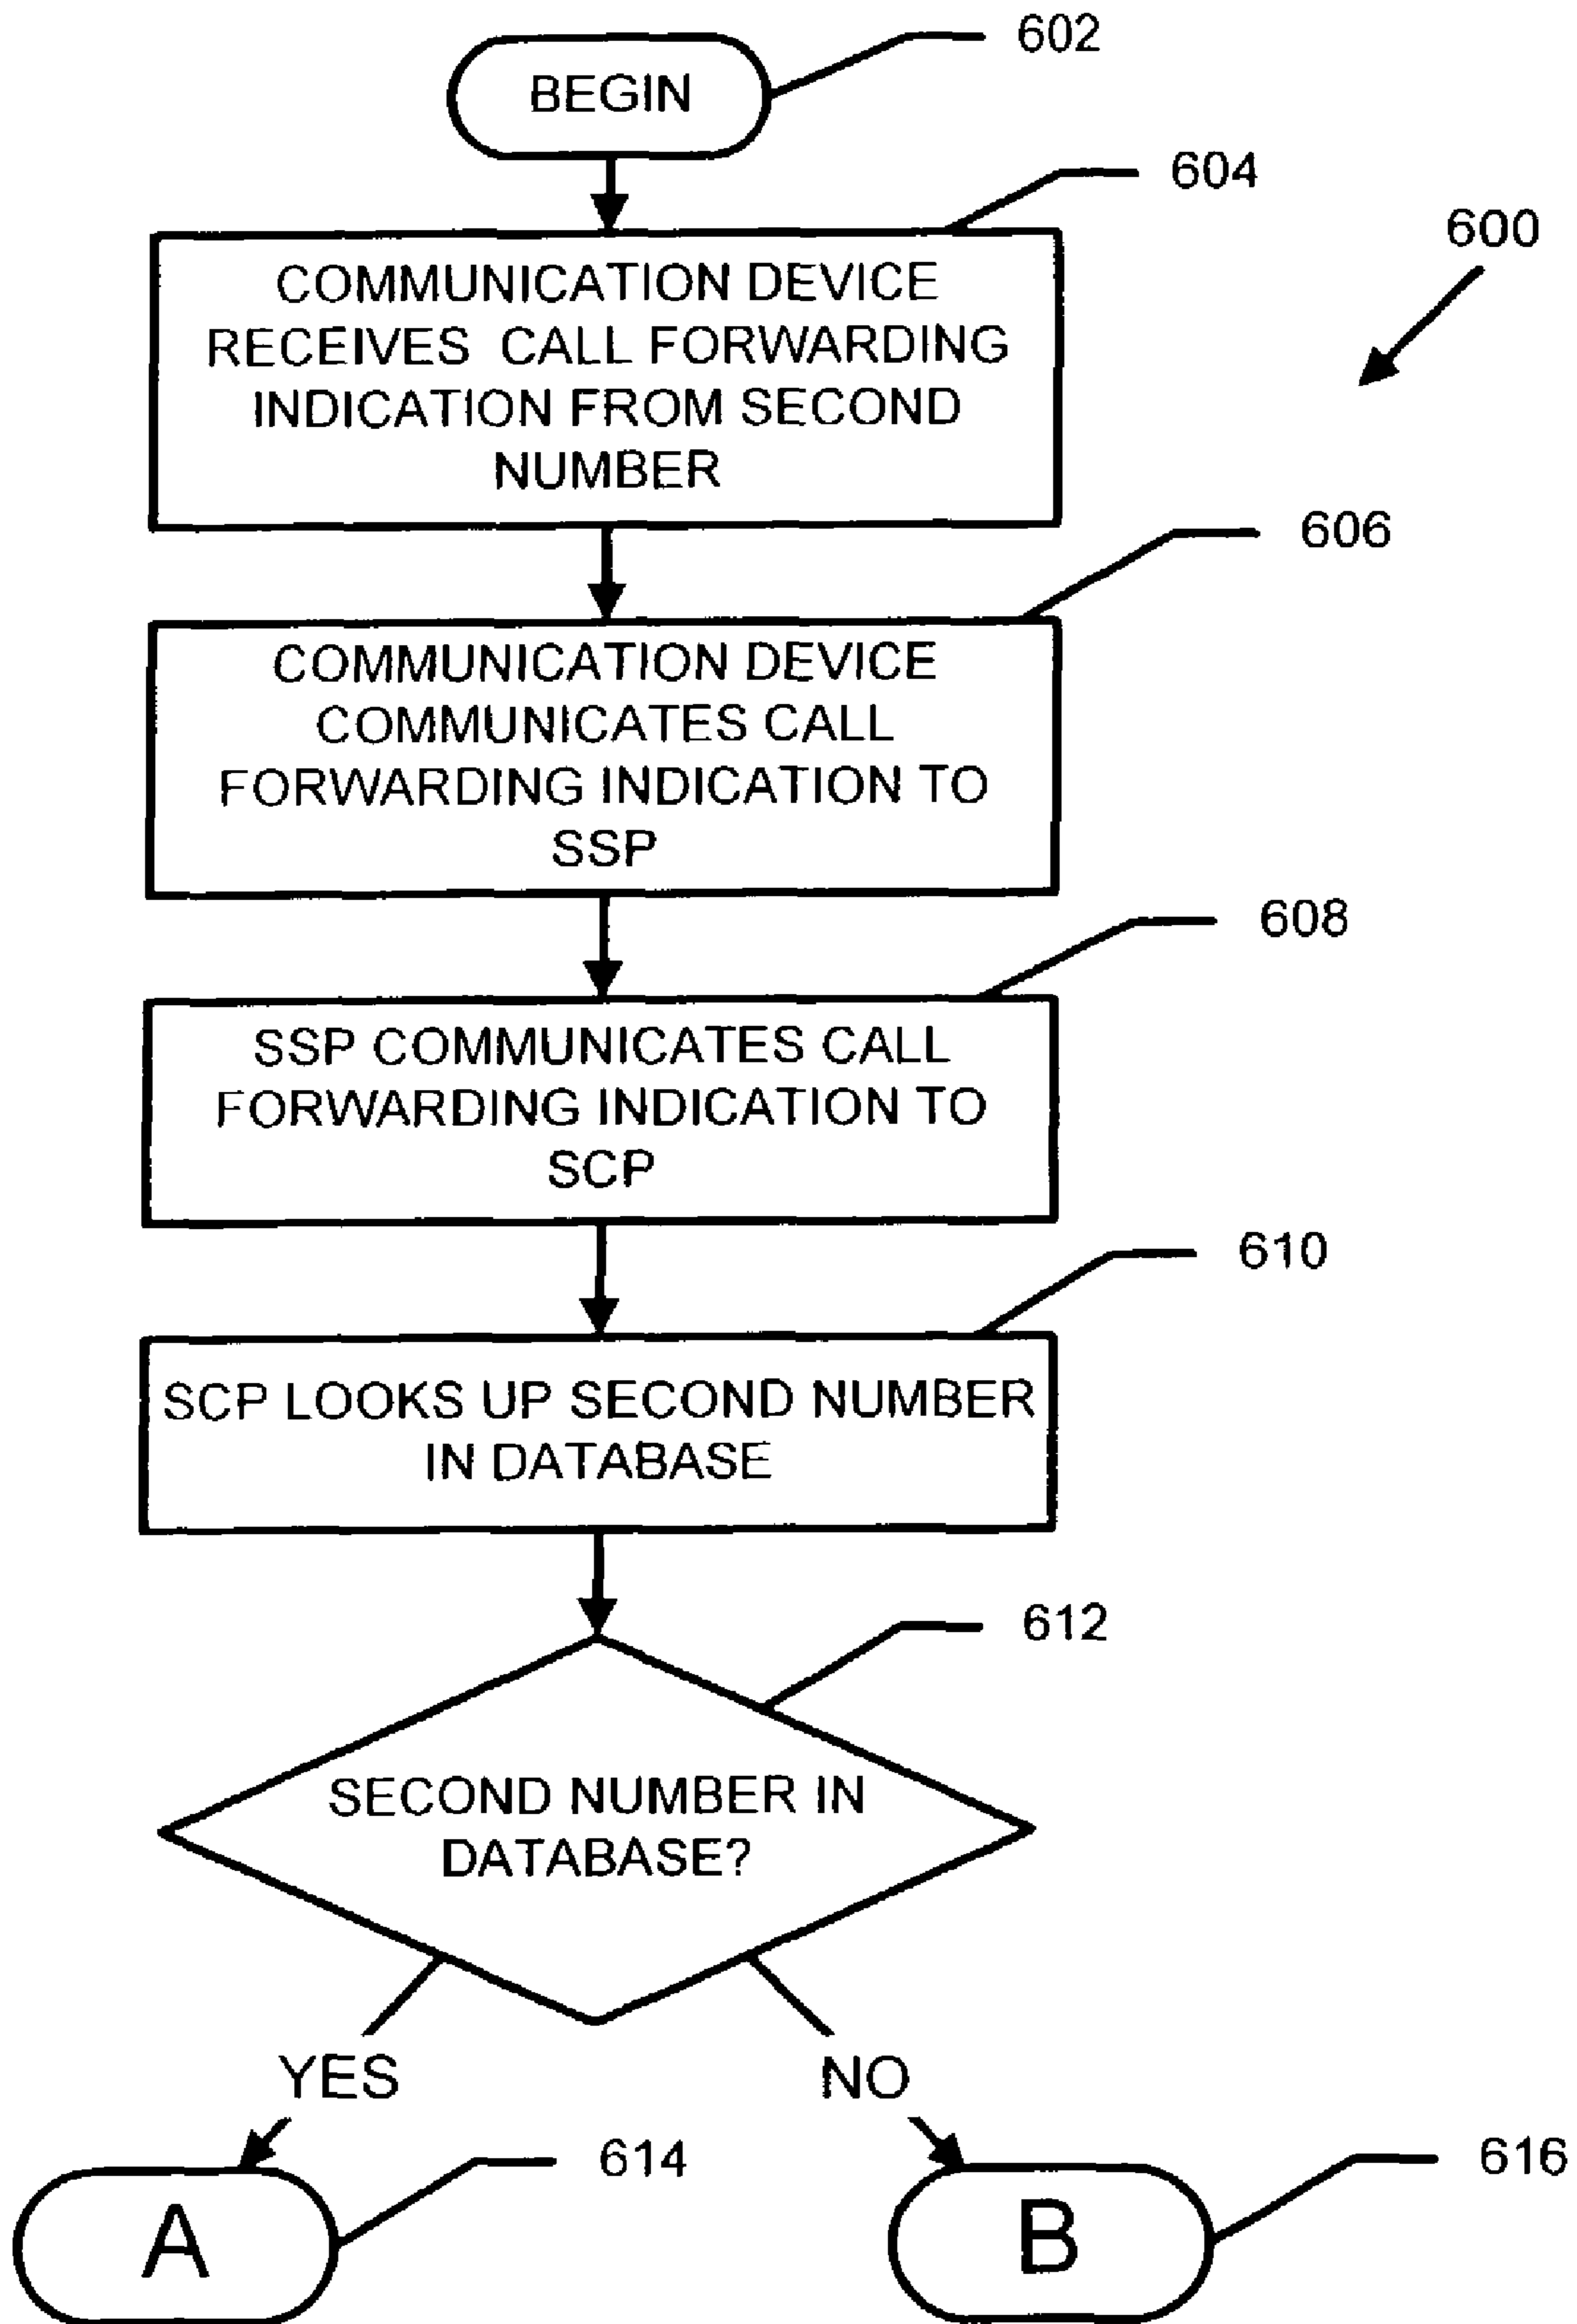 602
BEGIN
604
600
COMMUNICATION DEVICE
RECEIVES CALL FORWARDING
INDICATION FROM SECOND
NUMBER
606
COMMUNICATION DEVICE
COMMUNICATES CALL
FORWARDING INDICATION TO
SSP
608
SSP COMMUNICATES CALL
FORWARDING INDICATION TO
SCP
610
SCP LOOKS UP SECOND NUMBER
IN DATABASE
612
SECOND NUMBER IN
DATABASE?
YES
NO
614
616
A
B